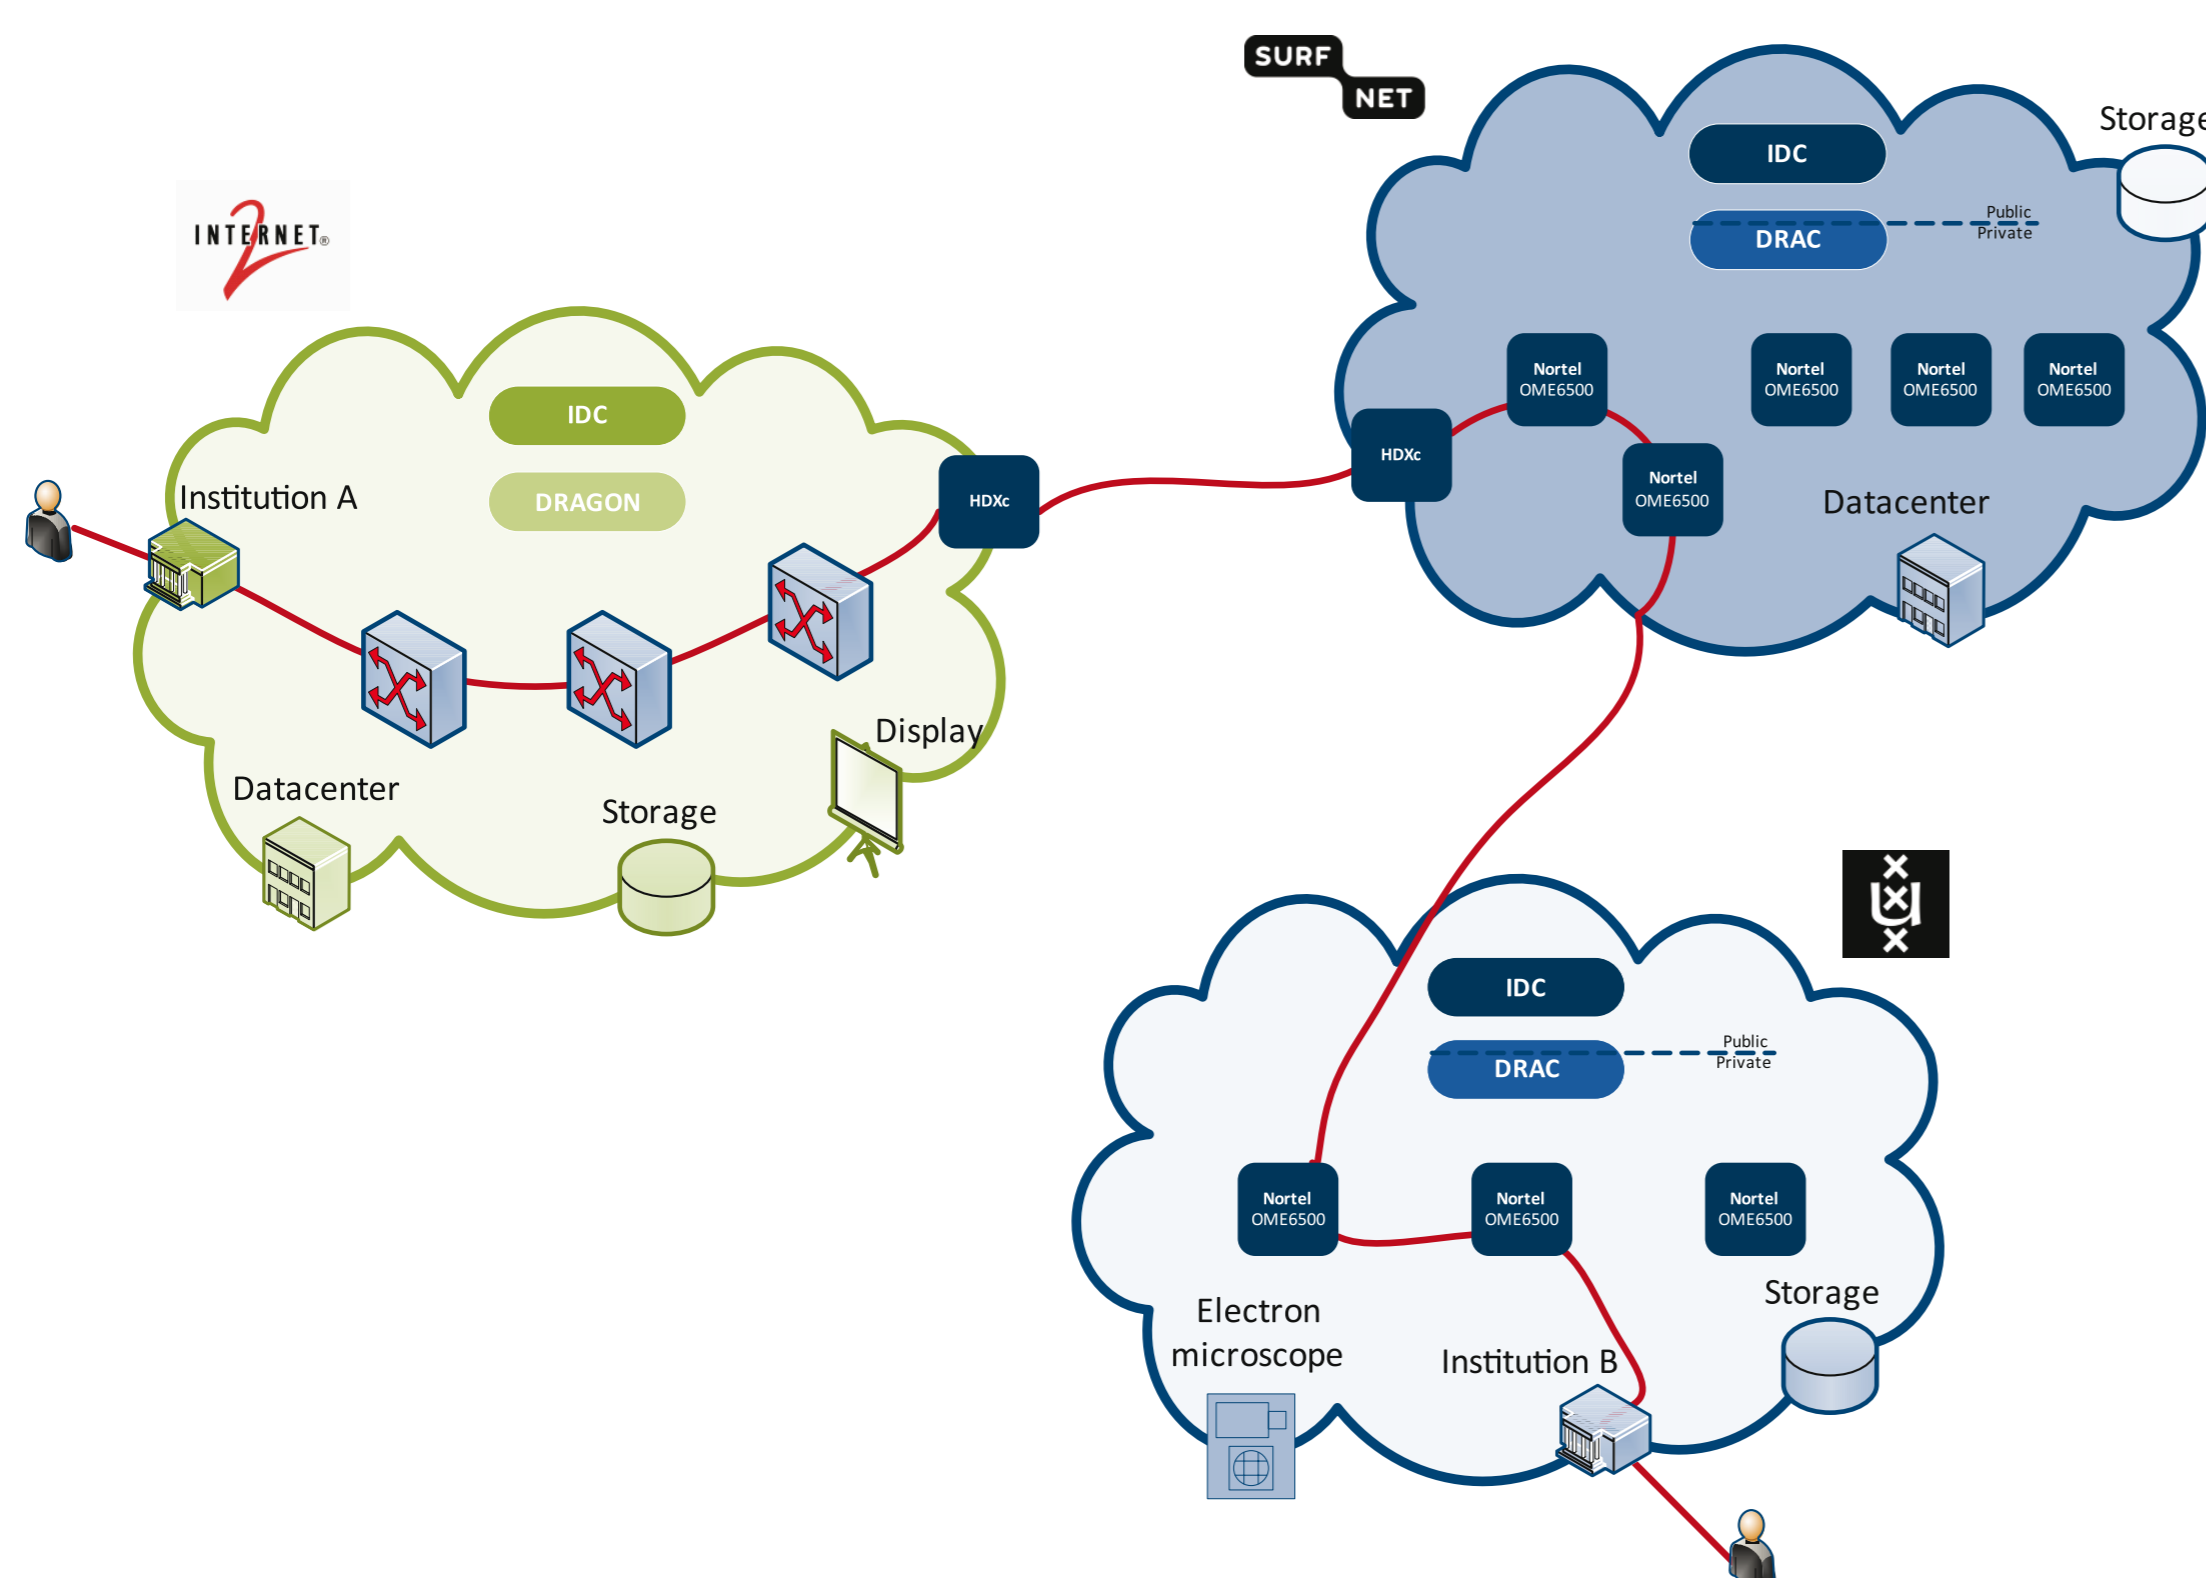 SURF
NET
Storage
IDC
Public
Private
DRAC
INTERNET®
2
Nortel
OME6500
Nortel
OME6500
Nortel
OME6500
Nortel
OME6500
IDC
HDXc
Nortel
OME6500
Institution A
DRAGON
HDXc
Datacenter
Display
Datacenter
Storage
u
IDC
Public
Private
DRAC
Nortel
OME6500
Nortel
OME6500
Nortel
OME6500
Electron
microscope
Storage
Institution B